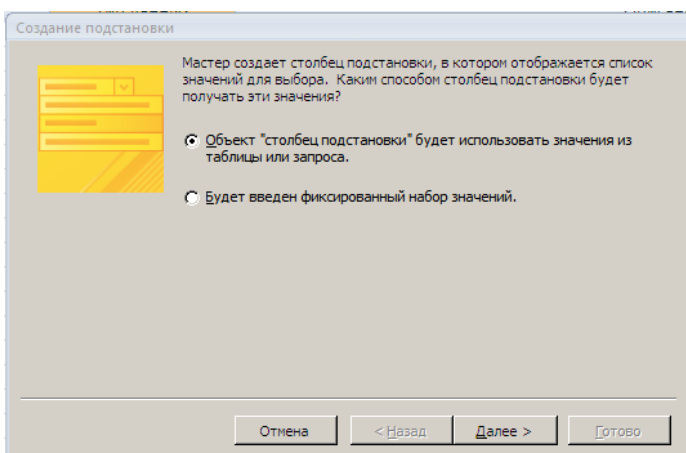 Создание подстановки
Мастер создает столбец подстановки, в котором отображается список
значений для выбора. Каким способом столбец подстановки будет
получать эти значения?
Объект "столбец подстановки" будет использовать значения из
таблицы или запроса.
Будет введен фиксированный набор значений.
Отмена < Назад Далее > Готово